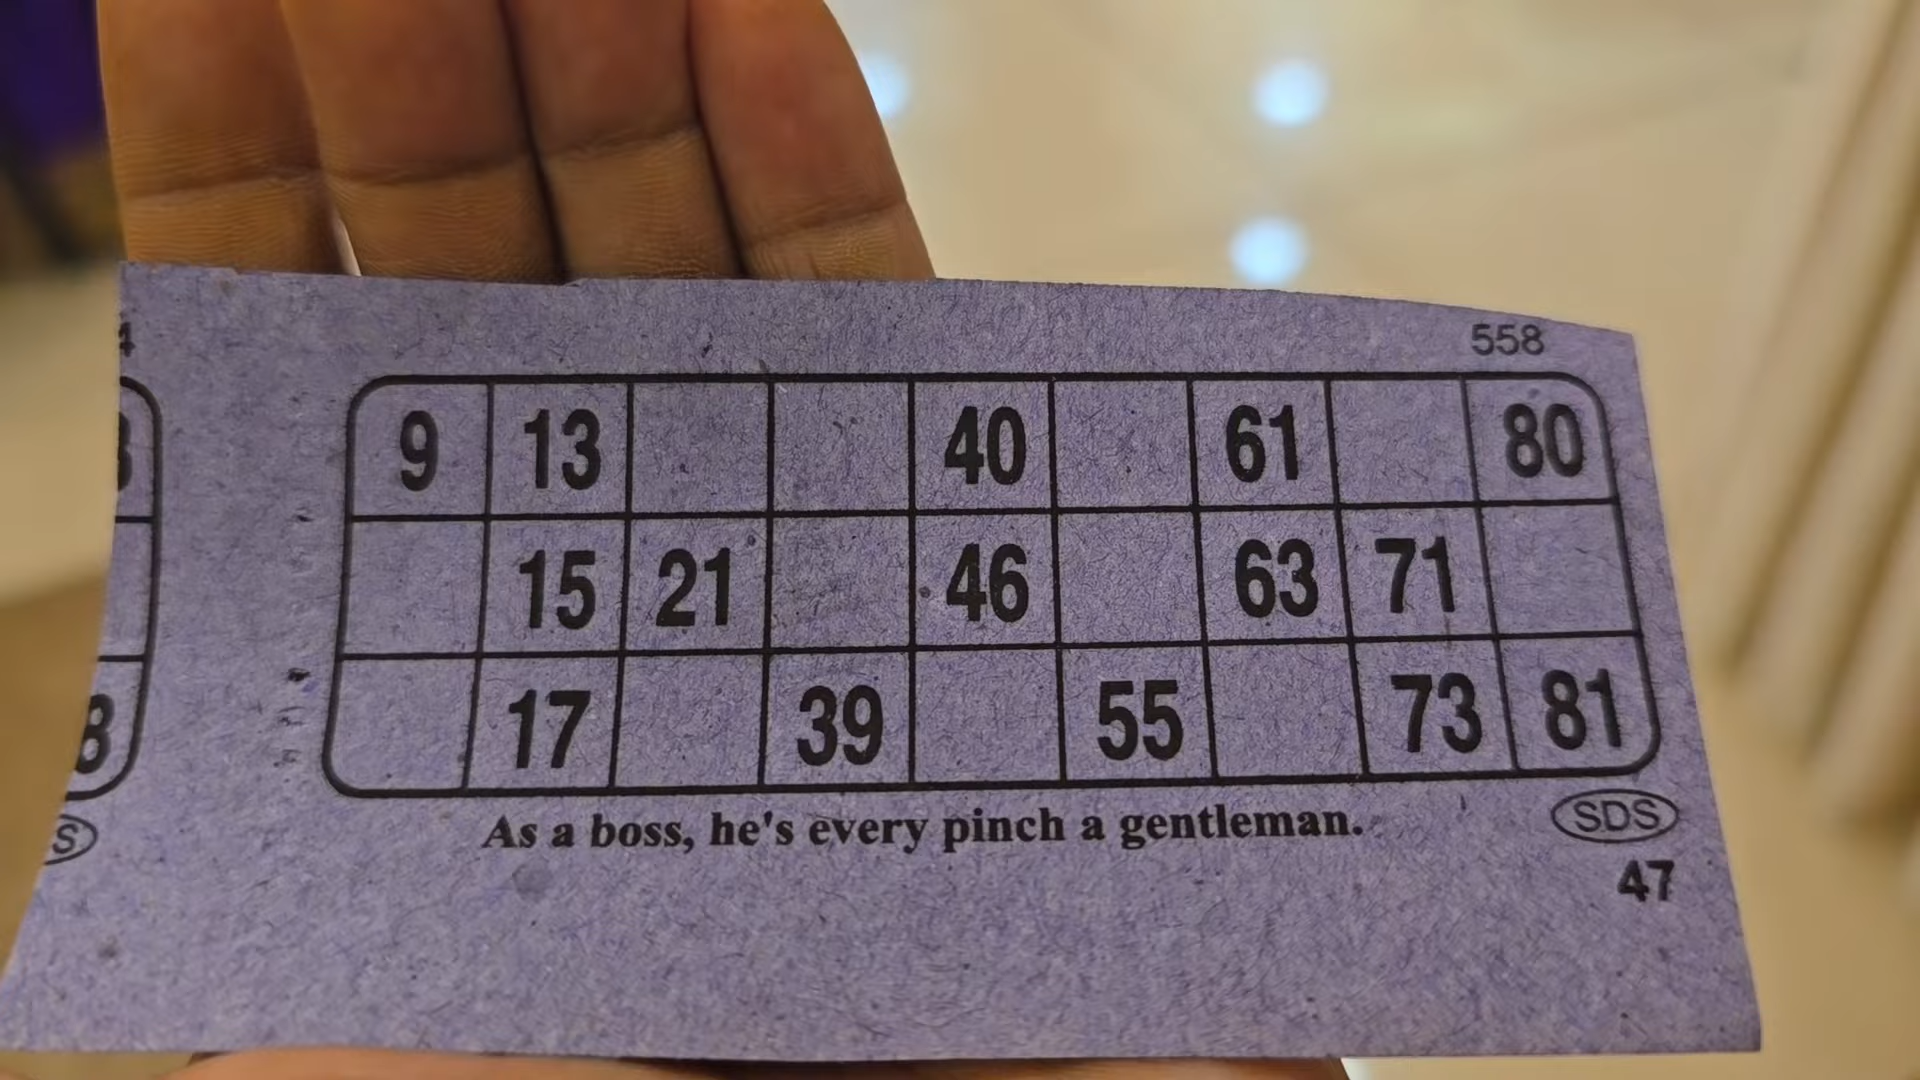 558
9 13 40 61 80
15 21 46 63 71
17 39 55 73 81
As a boss, he's every pinch a gentleman.
SDS
47
8
S